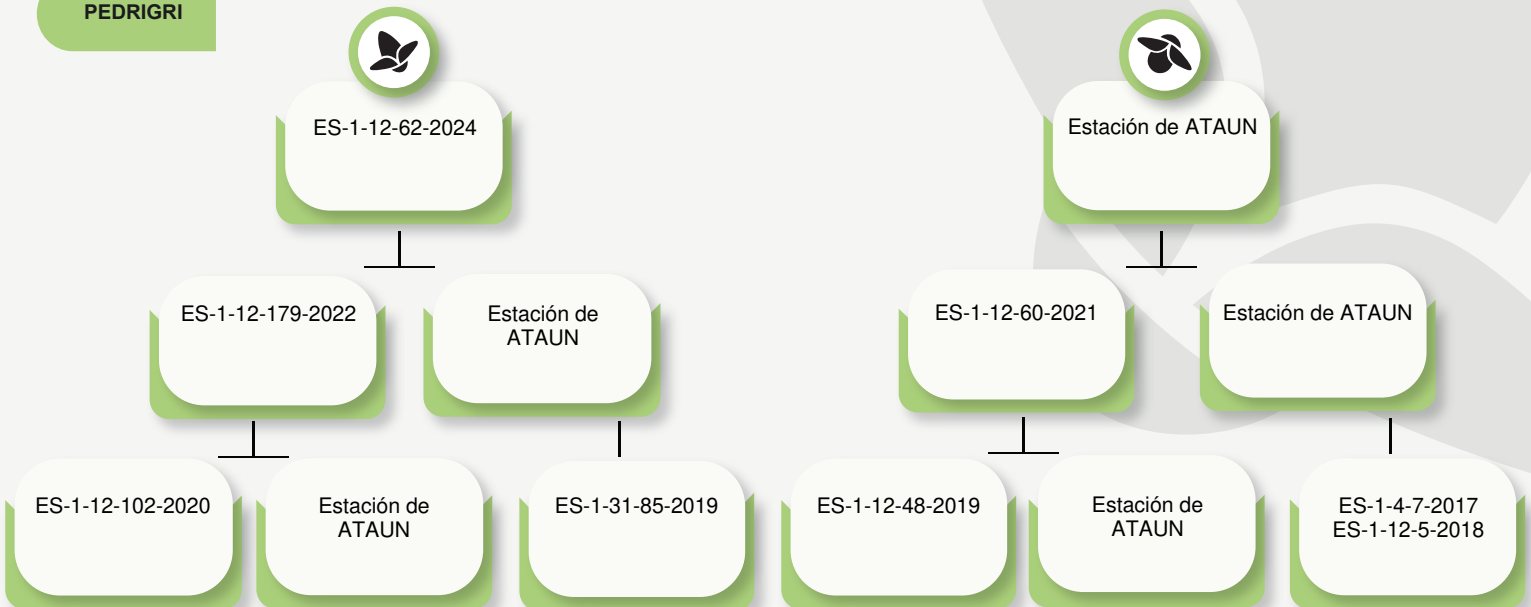 PEDRIGRI
ES-1-12-62-2024
Estación de ATAUN
ES-1-12-179-2022
Estación de
ATAUN
ES-1-12-60-2021
Estación de ATAUN
ES-1-12-102-2020
Estación de
ATAUN
ES-1-31-85-2019
ES-1-12-48-2019
Estación de
ATAUN
ES-1-4-7-2017
ES-1-12-5-2018